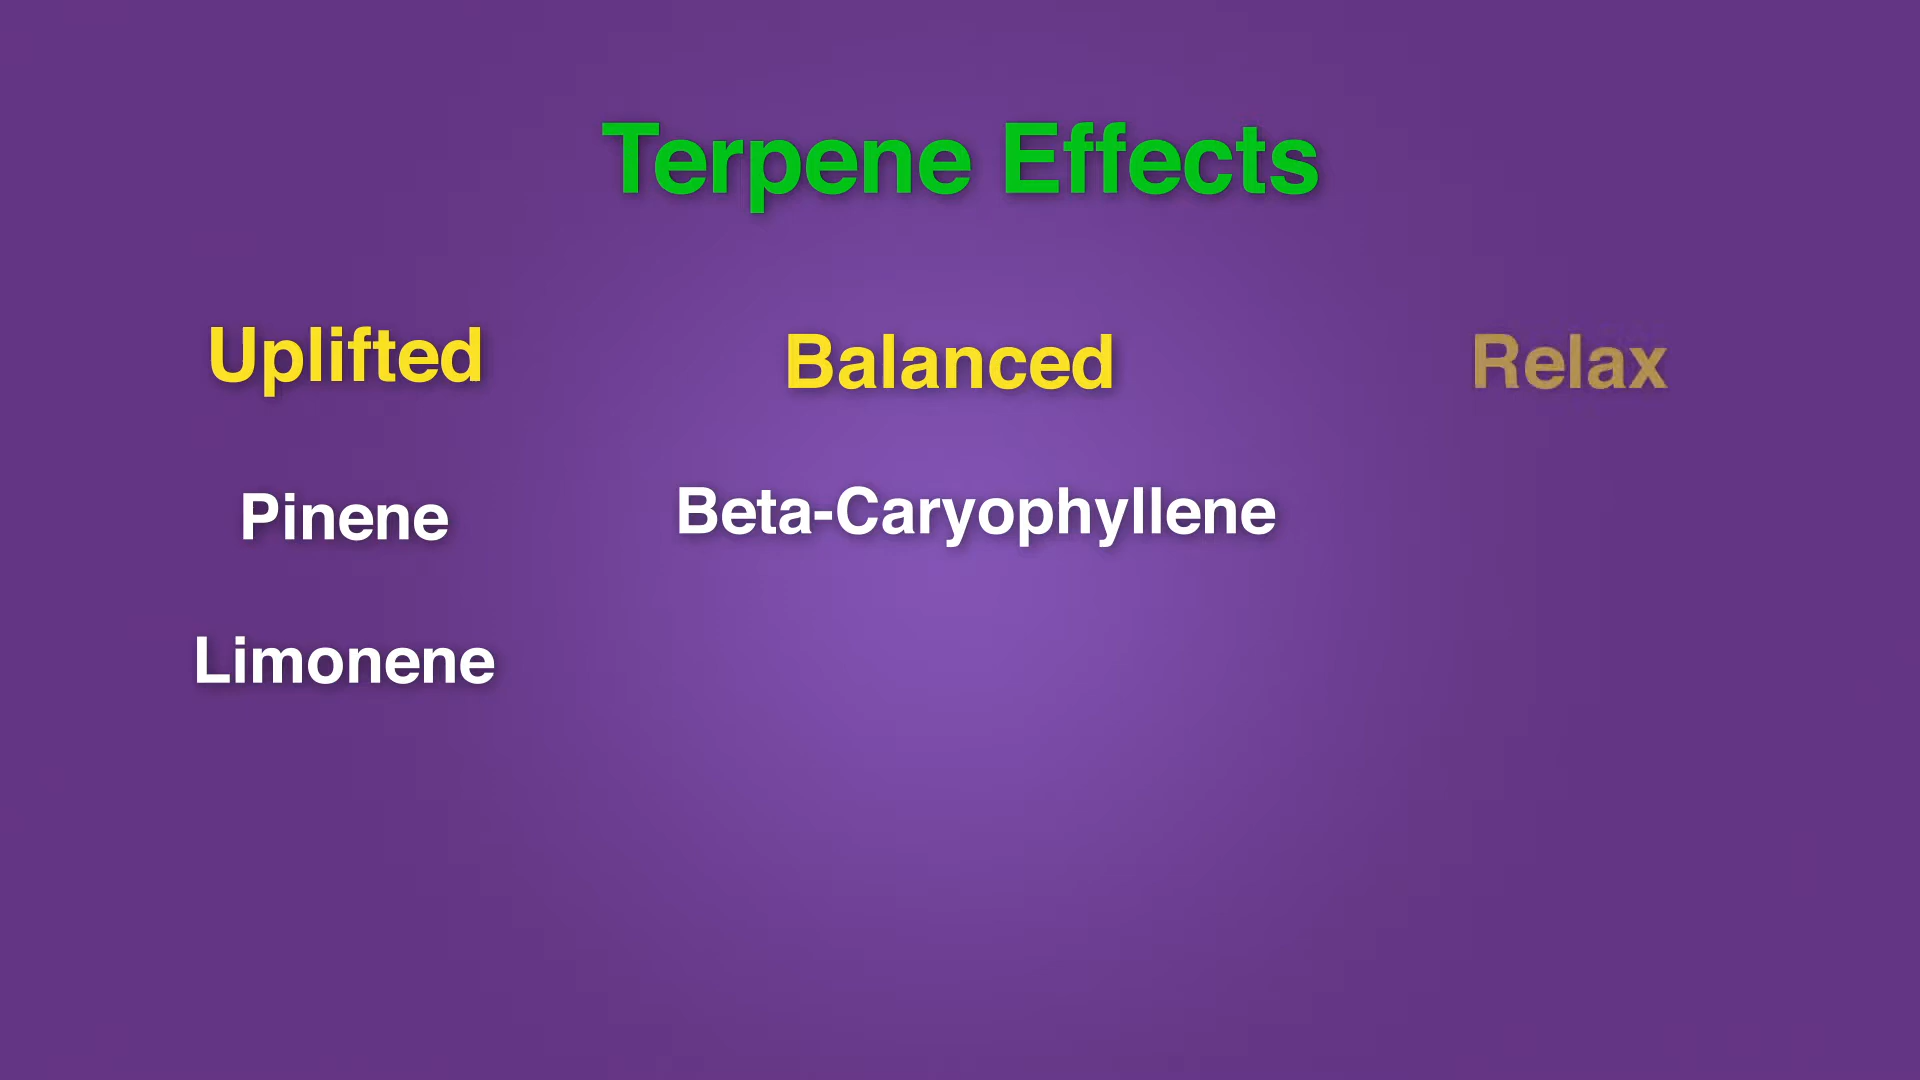 Terpene Effects
Uplifted
Balanced
Relax
Pinene
Beta-Caryophyllene
Limonene